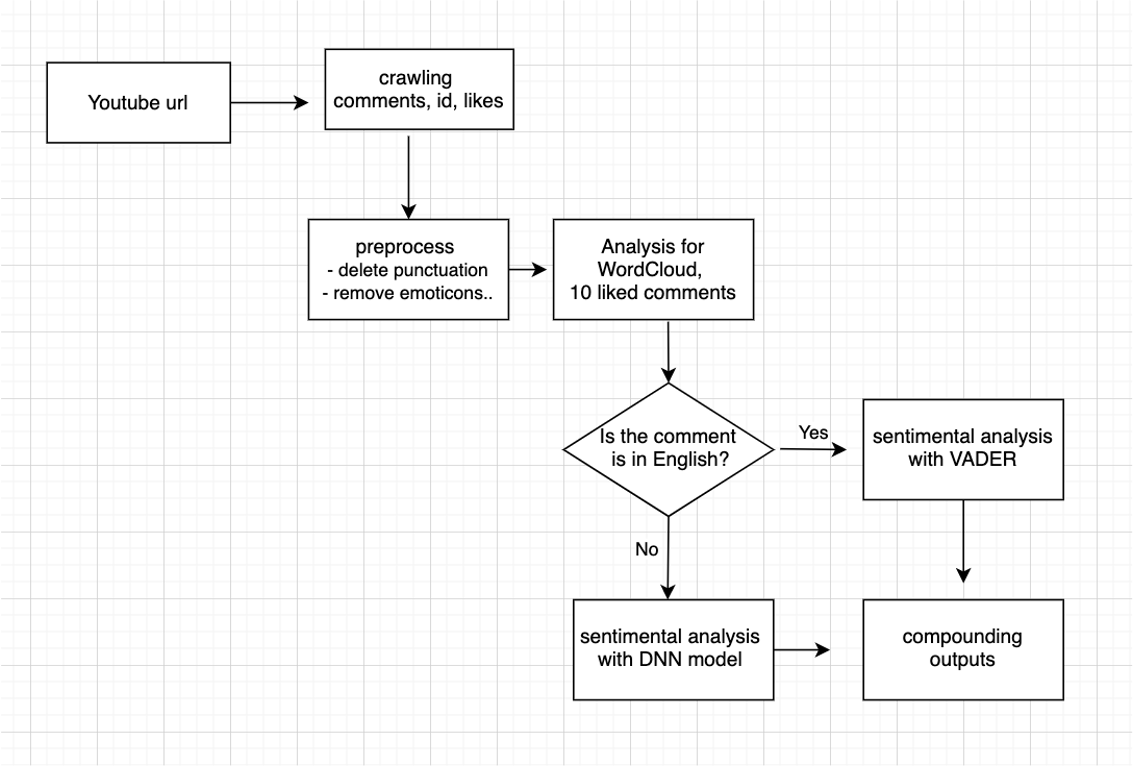 Youtube url
crawling
comments, id, likes
preprocess
- delete punctuation
- remove emoticons..
Analysis for
WordCloud,
10 liked comments
Is the comment
is in English?
Yes
sentimental analysis
with VADER
No
sentimental analysis
with DNN model
compounding
outputs